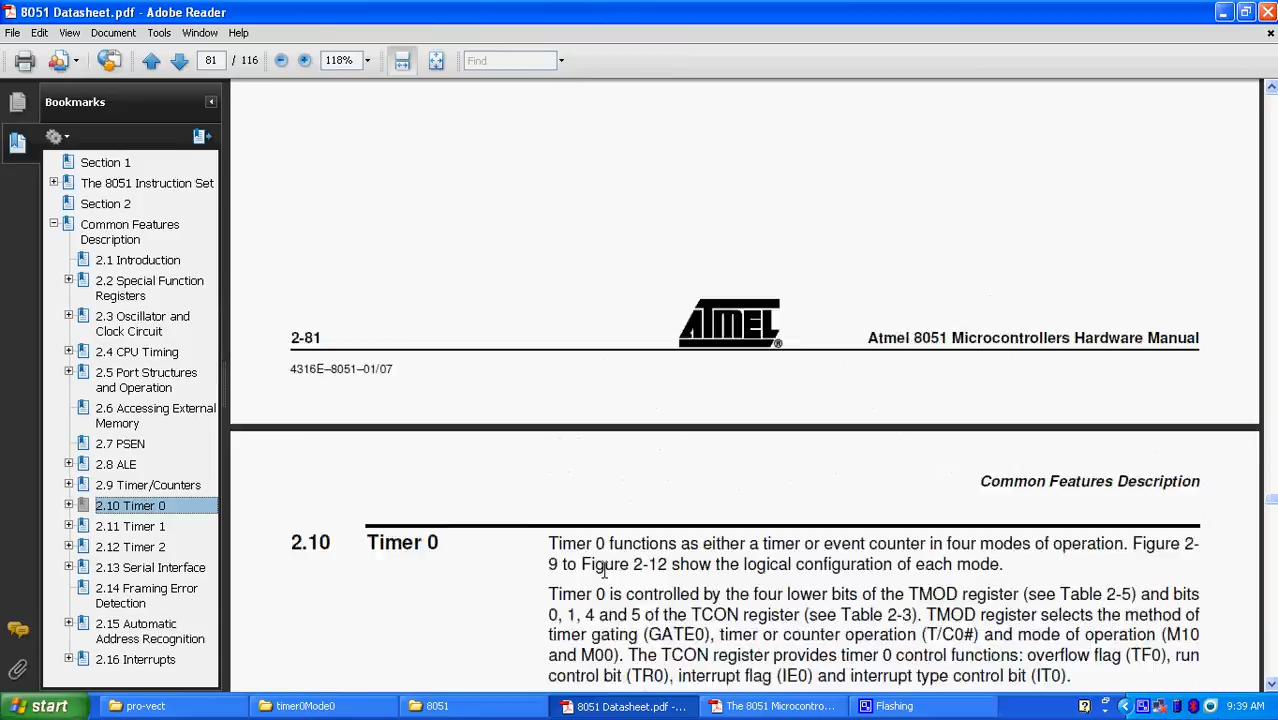 8051 Datasheet.pdf - Adobe Reader
File Edit View Document Tools Window Help
81 / 116 118% Find
Bookmarks
Section 1
The 8051 Instruction Set
Section 2
Common Features
Description
2.1 Introduction
2.2 Special Function
Registers
2.3 Oscillator and
Clock Circuit
2.4 CPU Timing
2.5 Port Structures
and Operation
2.6 Accessing External
Memory
2.7 PSEN
2.8 ALE
2.9 Timer/Counters
2.10 Timer 0
2.11 Timer 1
2.12 Timer 2
2.13 Serial Interface
2.14 Framing Error
Detection
2.15 Automatic
Address Recognition
2.16 Interrupts
ATMEL ®
2-81 Atmel 8051 Microcontrollers Hardware Manual
4316E–8051–01/07
Common Features Description
2.10 Timer 0
Timer 0 functions as either a timer or event counter in four modes of operation. Figure 2-
9 to Figure 2-12 show the logical configuration of each mode.
Timer 0 is controlled by the four lower bits of the TMOD register (see Table 2-5) and bits
0, 1, 4 and 5 of the TCON register (see Table 2-3). TMOD register selects the method of
timer gating (GATE0), timer or counter operation (T/C0#) and mode of operation (M10
and M00). The TCON register provides timer 0 control functions: overflow flag (TF0), run
control bit (TR0), interrupt flag (IE0) and interrupt type control bit (IT0).
start pro-vect timer0Mode0 8051 8051 Datasheet.pdf -... The 8051 Microcontro... Flashing 9:39 AM